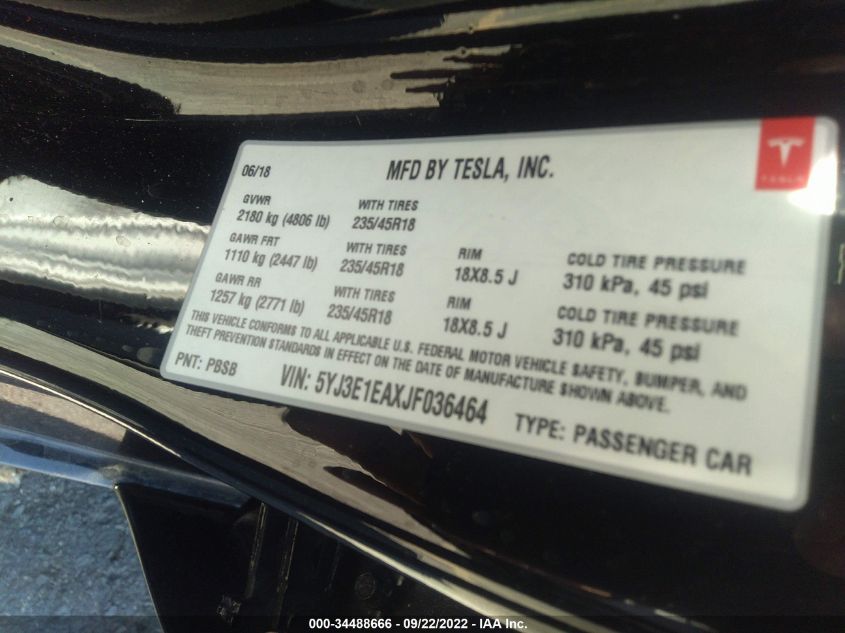 06/18 MFD BY TESLA, INC.
TESLA
GVWR WITH TIRES
2180 kg (4806 lb) 235/45R18
GAWR FRT WITH TIRES RIM COLD TIRE PRESSURE
1110 kg (2447 lb) 235/45R18 18X8.5 J 310 kPa, 45 psi
GAWR RR WITH TIRES RIM COLD TIRE PRESSURE
1257 kg (2771 lb) 235/45R18 18X8.5 J 310 kPa, 45 psi
THIS VEHICLE CONFORMS TO ALL APPLICABLE U.S. FEDERAL MOTOR VEHICLE SAFETY, BUMPER, AND
THEFT PREVENTION STANDARDS IN EFFECT ON THE DATE OF MANUFACTURE SHOWN ABOVE.
PNT: PBSB VIN: 5YJ3E1EAXJF036464 TYPE: PASSENGER CAR
000-34488666 - 09/22/2022 - IAA Inc.